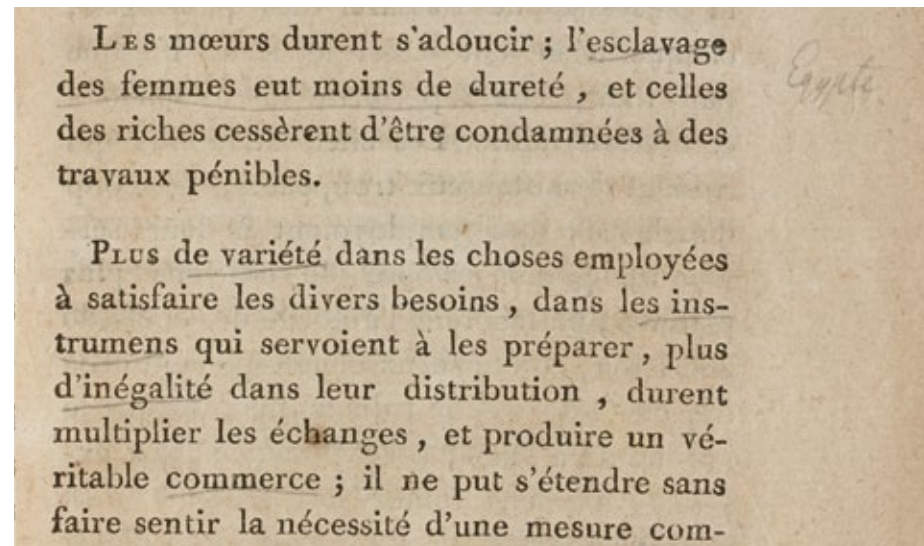 Les mœurs durent s'adoucir ; l'esclavage
des femmes eut moins de dureté , et celles
des riches cessèrent d'être condamnées à des
travaux pénibles.
Plus de variété dans les choses employées
à satisfaire les divers besoins , dans les ins-
trumens qui servoient à les préparer , plus
d'inégalité dans leur distribution , durent
multiplier les échanges , et produire un vé-
ritable commerce ; il ne put s'étendre sans
faire sentir la nécessité d'une mesure com-
Egypte.